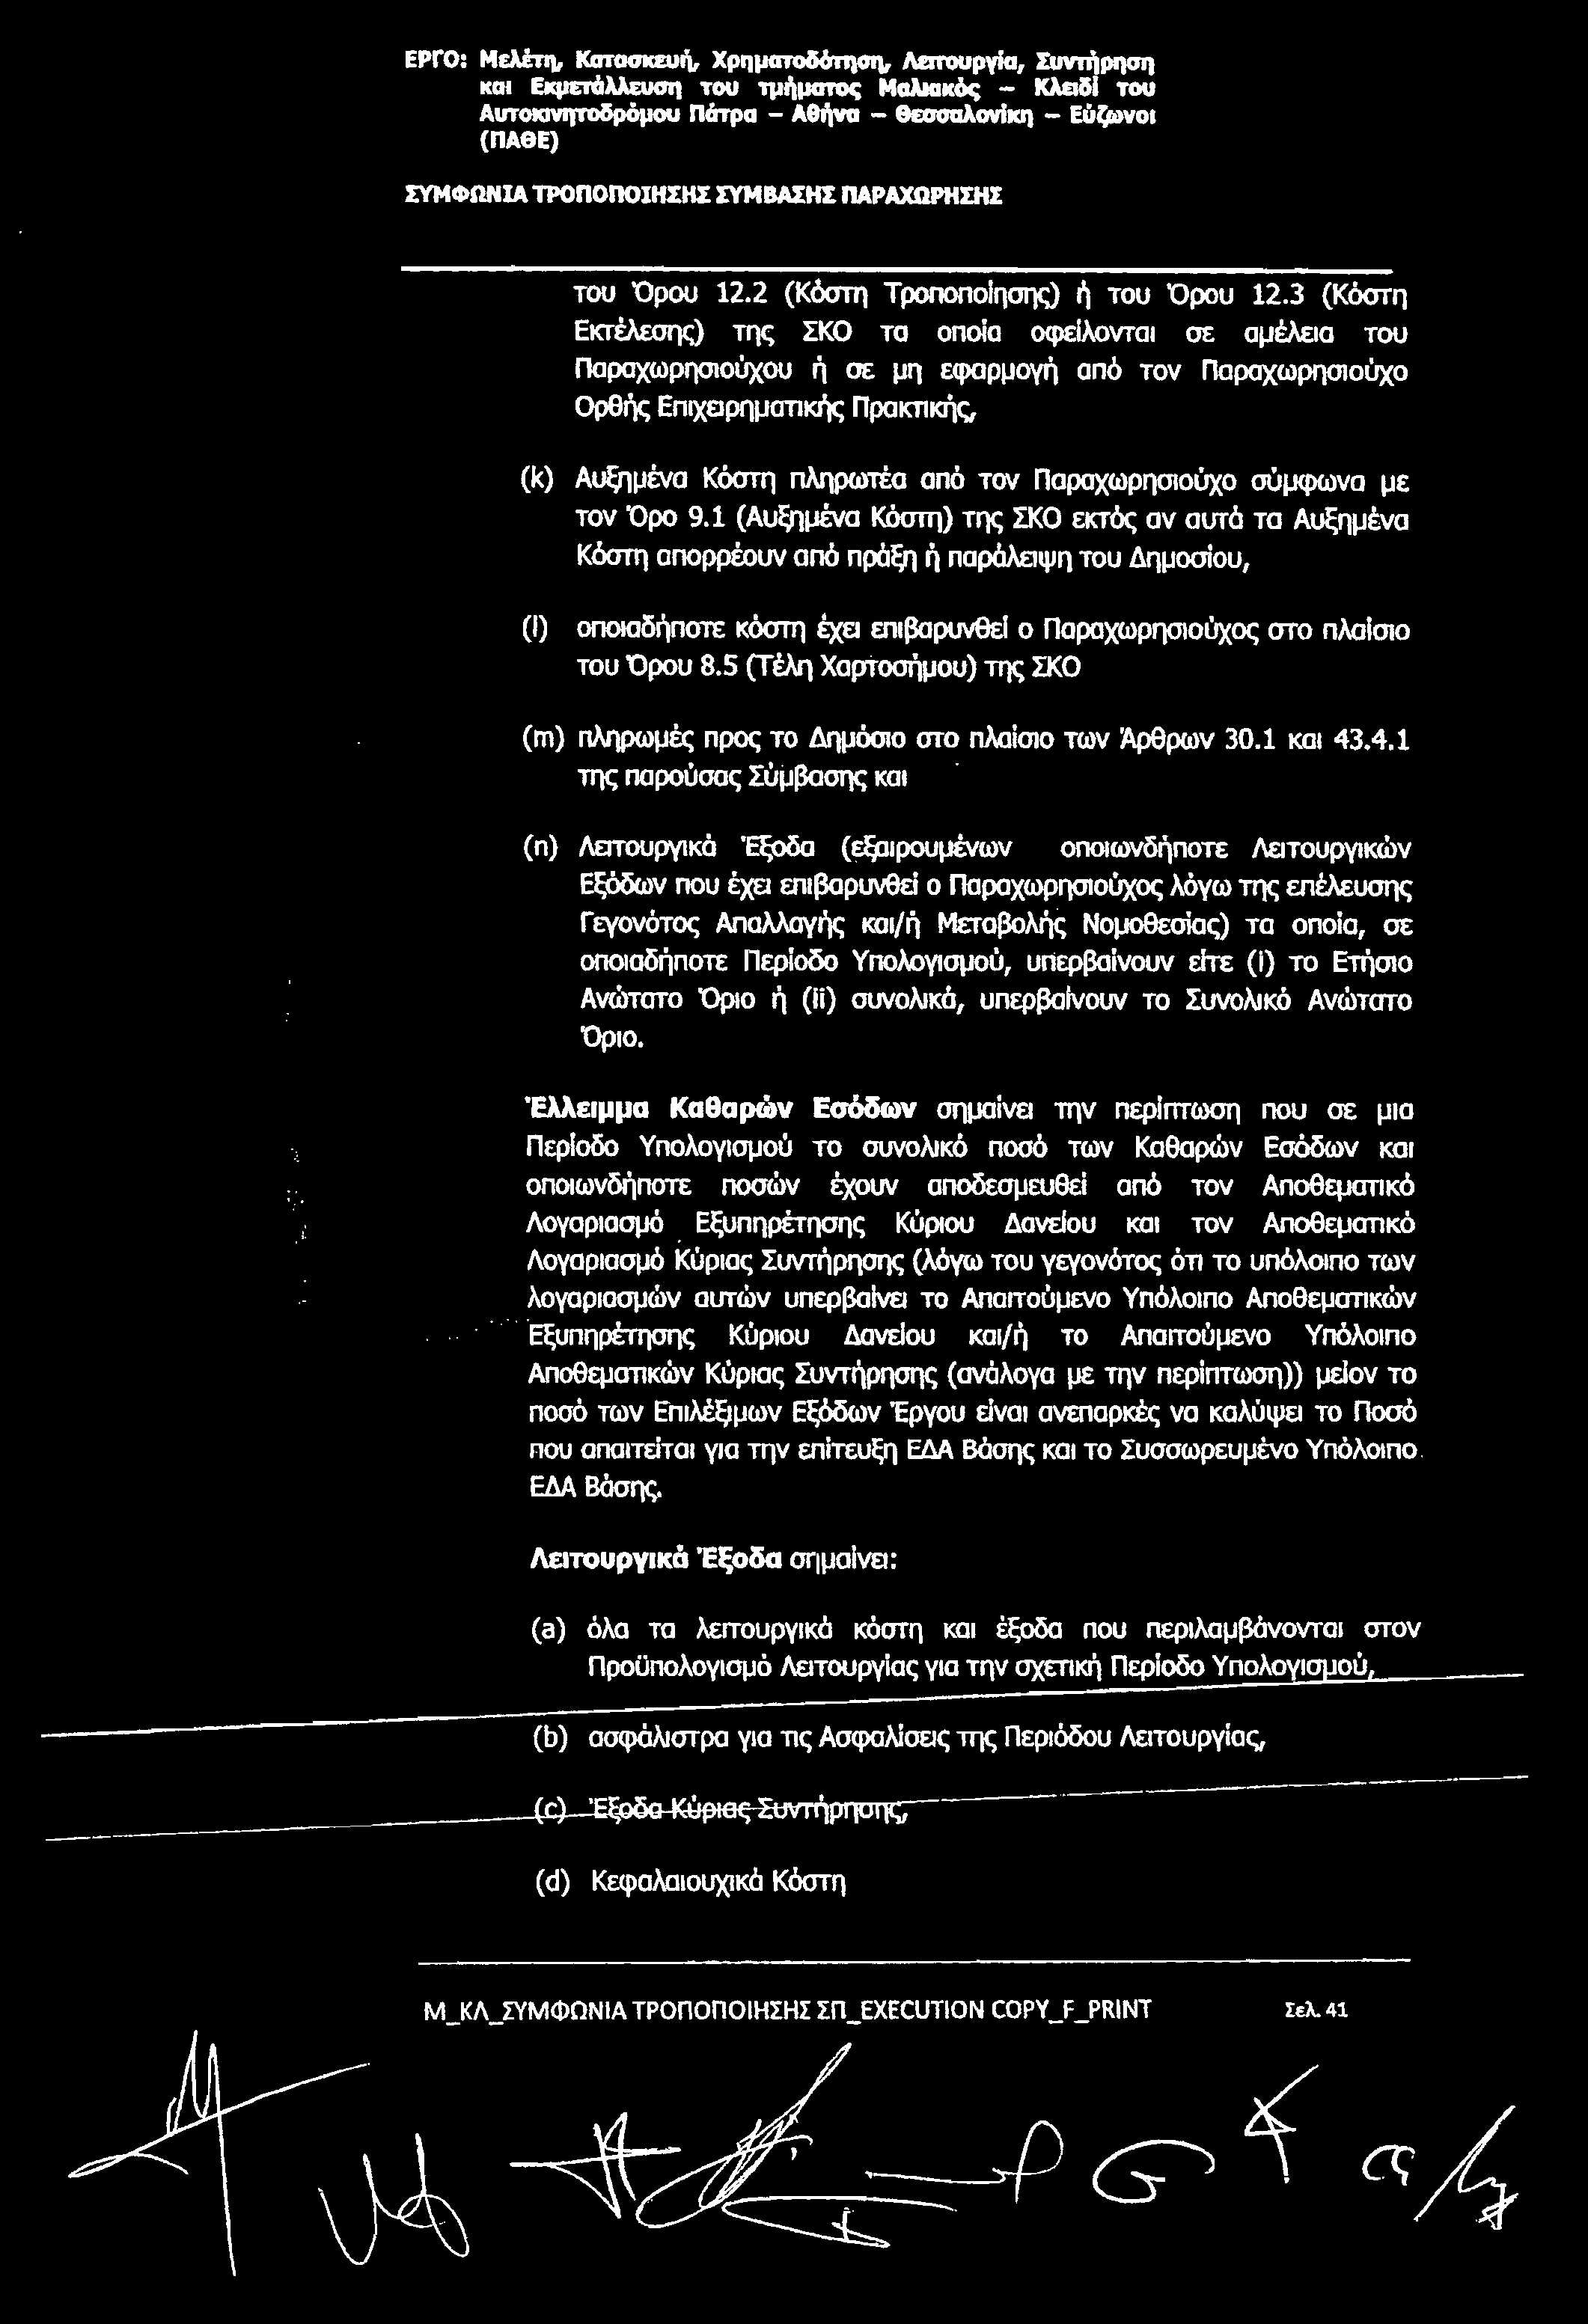 ΕΡΓΟ: Μελέτη, Κατασκευή, Χρηματοδότηση, Λειτουργία, Συντήρηση
και Εκμετάλλευση του τμήματος Μαλιακός – Κλειδί του
Αυτοκινητοδρόμου Πάτρα – Αθήνα – Θεσσαλονίκη – Εύζωνοι
(ΠΑΘΕ)
ΣΥΜΦΩΝΙΑ ΤΡΟΠΟΠΟΙΗΣΗΣ ΣΥΜΒΑΣΗΣ ΠΑΡΑΧΩΡΗΣΗΣ
του Όρου 12.2 (Κόστη Τροποποίησης) ή του Όρου 12.3 (Κόστη
Εκτέλεσης) της ΣΚΟ τα οποία οφείλονται σε αμέλεια του
Παραχωρησιούχου ή σε μη εφαρμογή από τον Παραχωρησιούχο
Ορθής Επιχειρηματικής Πρακτικής,
(k) Αυξημένα Κόστη πληρωτέα από τον Παραχωρησιούχο σύμφωνα με
τον Όρο 9.1 (Αυξημένα Κόστη) της ΣΚΟ εκτός αν αυτά τα Αυξημένα
Κόστη απορρέουν από πράξη ή παράλειψη του Δημοσίου,
(l) οποιαδήποτε κόστη έχει επιβαρυνθεί ο Παραχωρησιούχος στο πλαίσιο
του Όρου 8.5 (Τέλη Χαρτοσήμου) της ΣΚΟ
(m) πληρωμές προς το Δημόσιο στο πλαίσιο των Άρθρων 30.1 και 43.4.1
της παρούσας Σύμβασης και
(n) Λειτουργικά Έξοδα (εξαιρουμένων οποιωνδήποτε Λειτουργικών
Εξόδων που έχει επιβαρυνθεί ο Παραχωρησιούχος λόγω της επέλευσης
Γεγονότος Απαλλαγής και/ή Μεταβολής Νομοθεσίας) τα οποία, σε
οποιαδήποτε Περίοδο Υπολογισμού, υπερβαίνουν είτε (i) το Ετήσιο
Ανώτατο Όριο ή (ii) συνολικά, υπερβαίνουν το Συνολικό Ανώτατο
Όριο.
Έλλειμμα Καθαρών Εσόδων σημαίνει την περίπτωση που σε μια
Περίοδο Υπολογισμού το συνολικό ποσό των Καθαρών Εσόδων και
οποιωνδήποτε ποσών έχουν αποδεσμευθεί από τον Αποθεματικό
Λογαριασμό Εξυπηρέτησης Κύριου Δανείου και τον Αποθεματικό
Λογαριασμό Κύριας Συντήρησης (λόγω του γεγονότος ότι το υπόλοιπο των
λογαριασμών αυτών υπερβαίνει το Απαιτούμενο Υπόλοιπο Αποθεματικών
Εξυπηρέτησης Κύριου Δανείου και/ή το Απαιτούμενο Υπόλοιπο
Αποθεματικών Κύριας Συντήρησης (ανάλογα με την περίπτωση)) μείον το
ποσό των Επιλέξιμων Εξόδων Έργου είναι ανεπαρκές να καλύψει το Ποσό
που απαιτείται για την επίτευξη ΕΔΑ Βάσης και το Συσσωρευμένο Υπόλοιπο
ΕΔΑ Βάσης.
Λειτουργικά Έξοδα σημαίνει:
(a) όλα τα λειτουργικά κόστη και έξοδα που περιλαμβάνονται στον
Προϋπολογισμό Λειτουργίας για την σχετική Περίοδο Υπολογισμού,
(b) ασφάλιστρα για τις Ασφαλίσεις της Περιόδου Λειτουργίας,
(c) Έξοδα Κύριας Συντήρησης,
(d) Κεφαλαιουχικά Κόστη
Μ_ΚΛ_ΣΥΜΦΩΝΙΑ ΤΡΟΠΟΠΟΙΗΣΗΣ ΣΠ_EXECUTION COPY_F_PRINT Σελ. 41